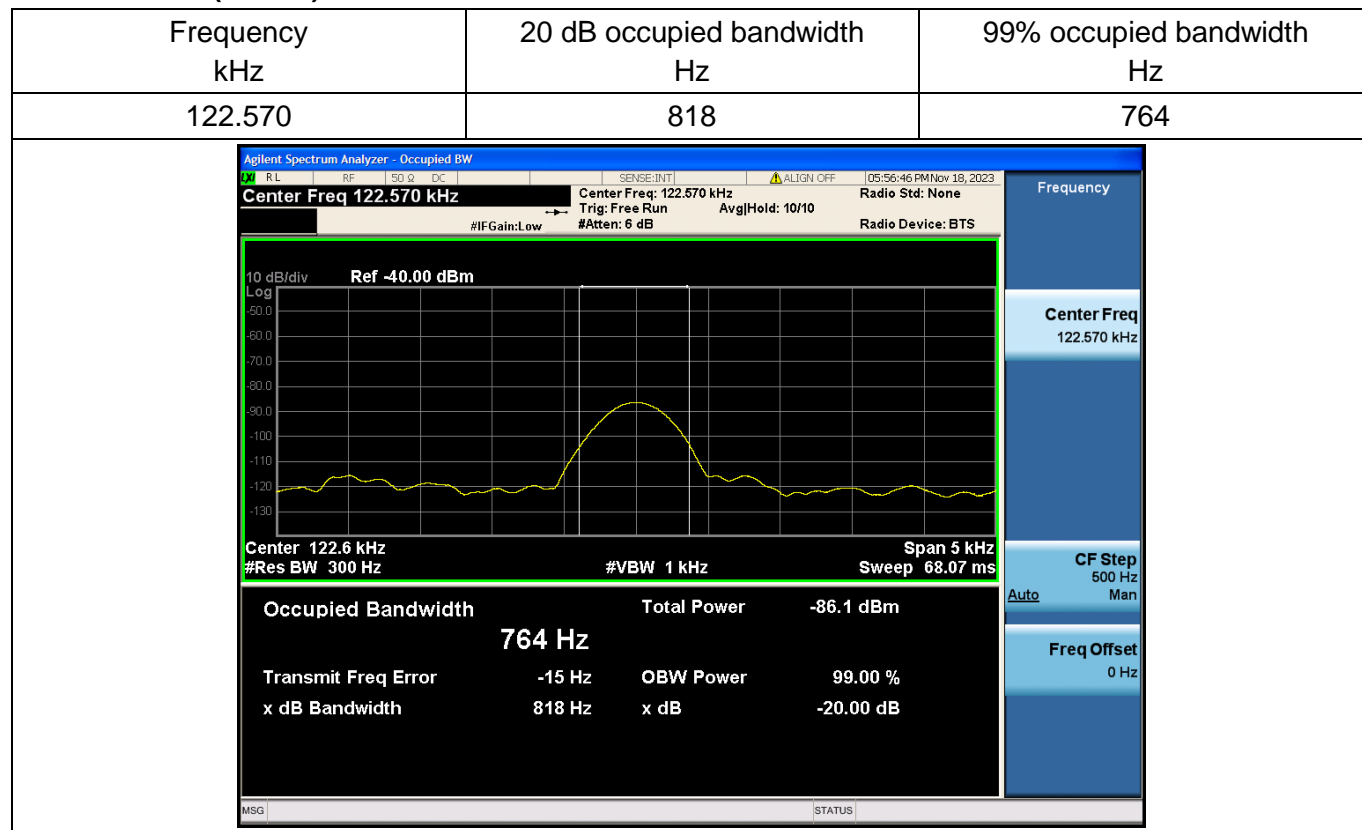 Frequency 20 dB occupied bandwidth 99% occupied bandwidth
kHz Hz Hz
122.570 818 764
Agilent Spectrum Analyzer - Occupied BW
LXI RL RF 50 Ω DC SENSE:INT ALIGN OFF 05:56:46 PM Nov 18, 2023
Center Freq 122.570 kHz Center Freq: 122.570 kHz Radio Std: None
Trig: Free Run Avg|Hold: 10/10
#IFGain:Low #Atten: 6 dB Radio Device: BTS
Frequency
10 dB/div Ref -40.00 dBm
Log
-50.0
-60.0
-70.0
-80.0
-90.0
-100
-110
-120
-130
Center 122.6 kHz Span 5 kHz
#Res BW 300 Hz #VBW 1 kHz Sweep 68.07 ms
Occupied Bandwidth Total Power -86.1 dBm
764 Hz
Transmit Freq Error -15 Hz OBW Power 99.00 %
x dB Bandwidth 818 Hz x dB -20.00 dB
Center Freq
122.570 kHz
CF Step
500 Hz
Auto Man
Freq Offset
0 Hz
MSG STATUS